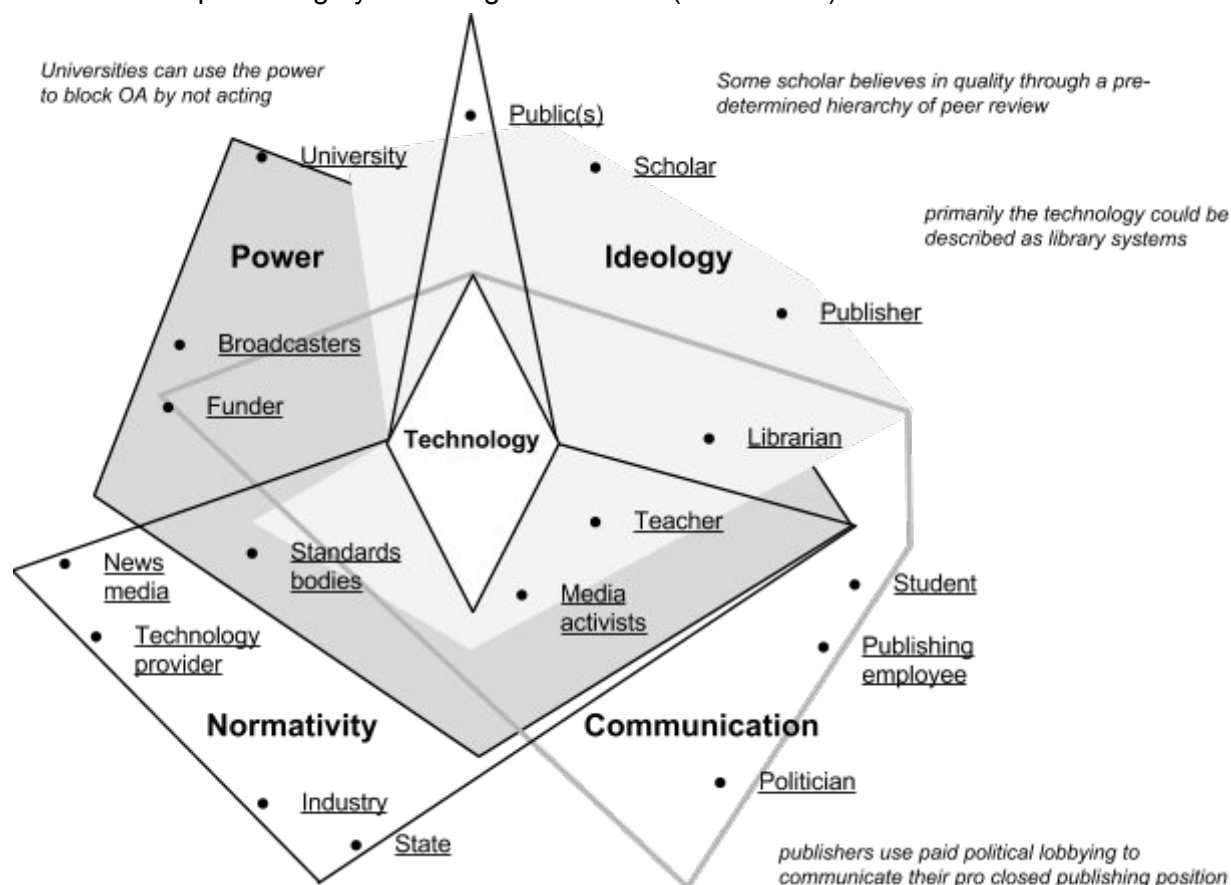 Universities can use the power
to block OA by not acting
Some scholar believes in quality through a pre-
determined hierarchy of peer review
Public(s)
University
Scholar
primarily the technology could be
described as library systems
Power
Ideology
Publisher
Broadcasters
Funder
Technology
Librarian
Teacher
Standards
bodies
News
media
Media
activists
Student
Technology
provider
Publishing
employee
Normativity
Communication
Politician
Industry
State
publishers use paid political lobbying to
communicate their pro closed publishing position